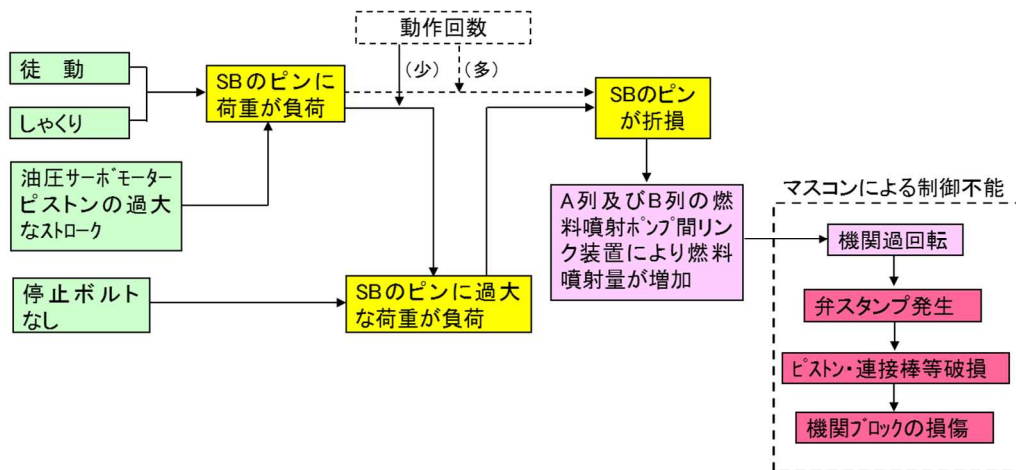 動作回数
（少）
（多）
徒 動
しゃくり
SBのピンに
荷重が負荷
SBのピン
が折損
油圧サーボモーター
ピストンの過大
なストローク
A列及びB列の燃
料噴射ポンプ間リン
ク装置により燃料
噴射量が増加
マスコンによる制御不能
機関過回転
停止ボルト
なし
SBのピンに過大
な荷重が負荷
弁スタンプ発生
ピストン・連接棒等破損
機関ブロックの損傷